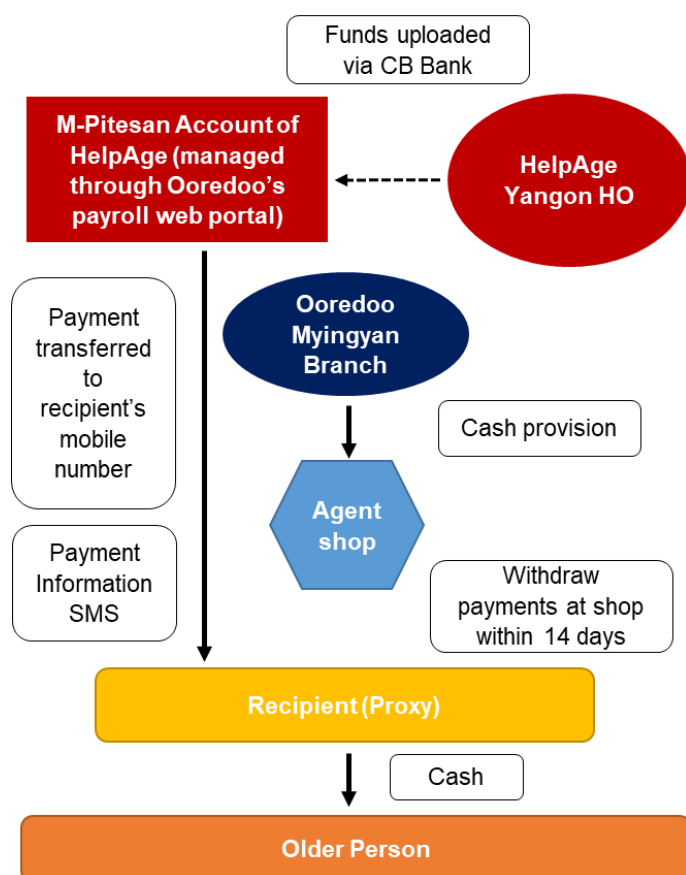 Funds uploaded
via CB Bank
M-Pitesan Account of
HelpAge (managed
through Ooredoo's
payroll web portal)
HelpAge
Yangon HO
Payment
transferred
to
recipient's
mobile
number
Ooredoo
Myingyan
Branch
Cash provision
Agent
shop
Payment
Information
SMS
Withdraw
payments at shop
within 14 days
Recipient (Proxy)
Cash
Older Person